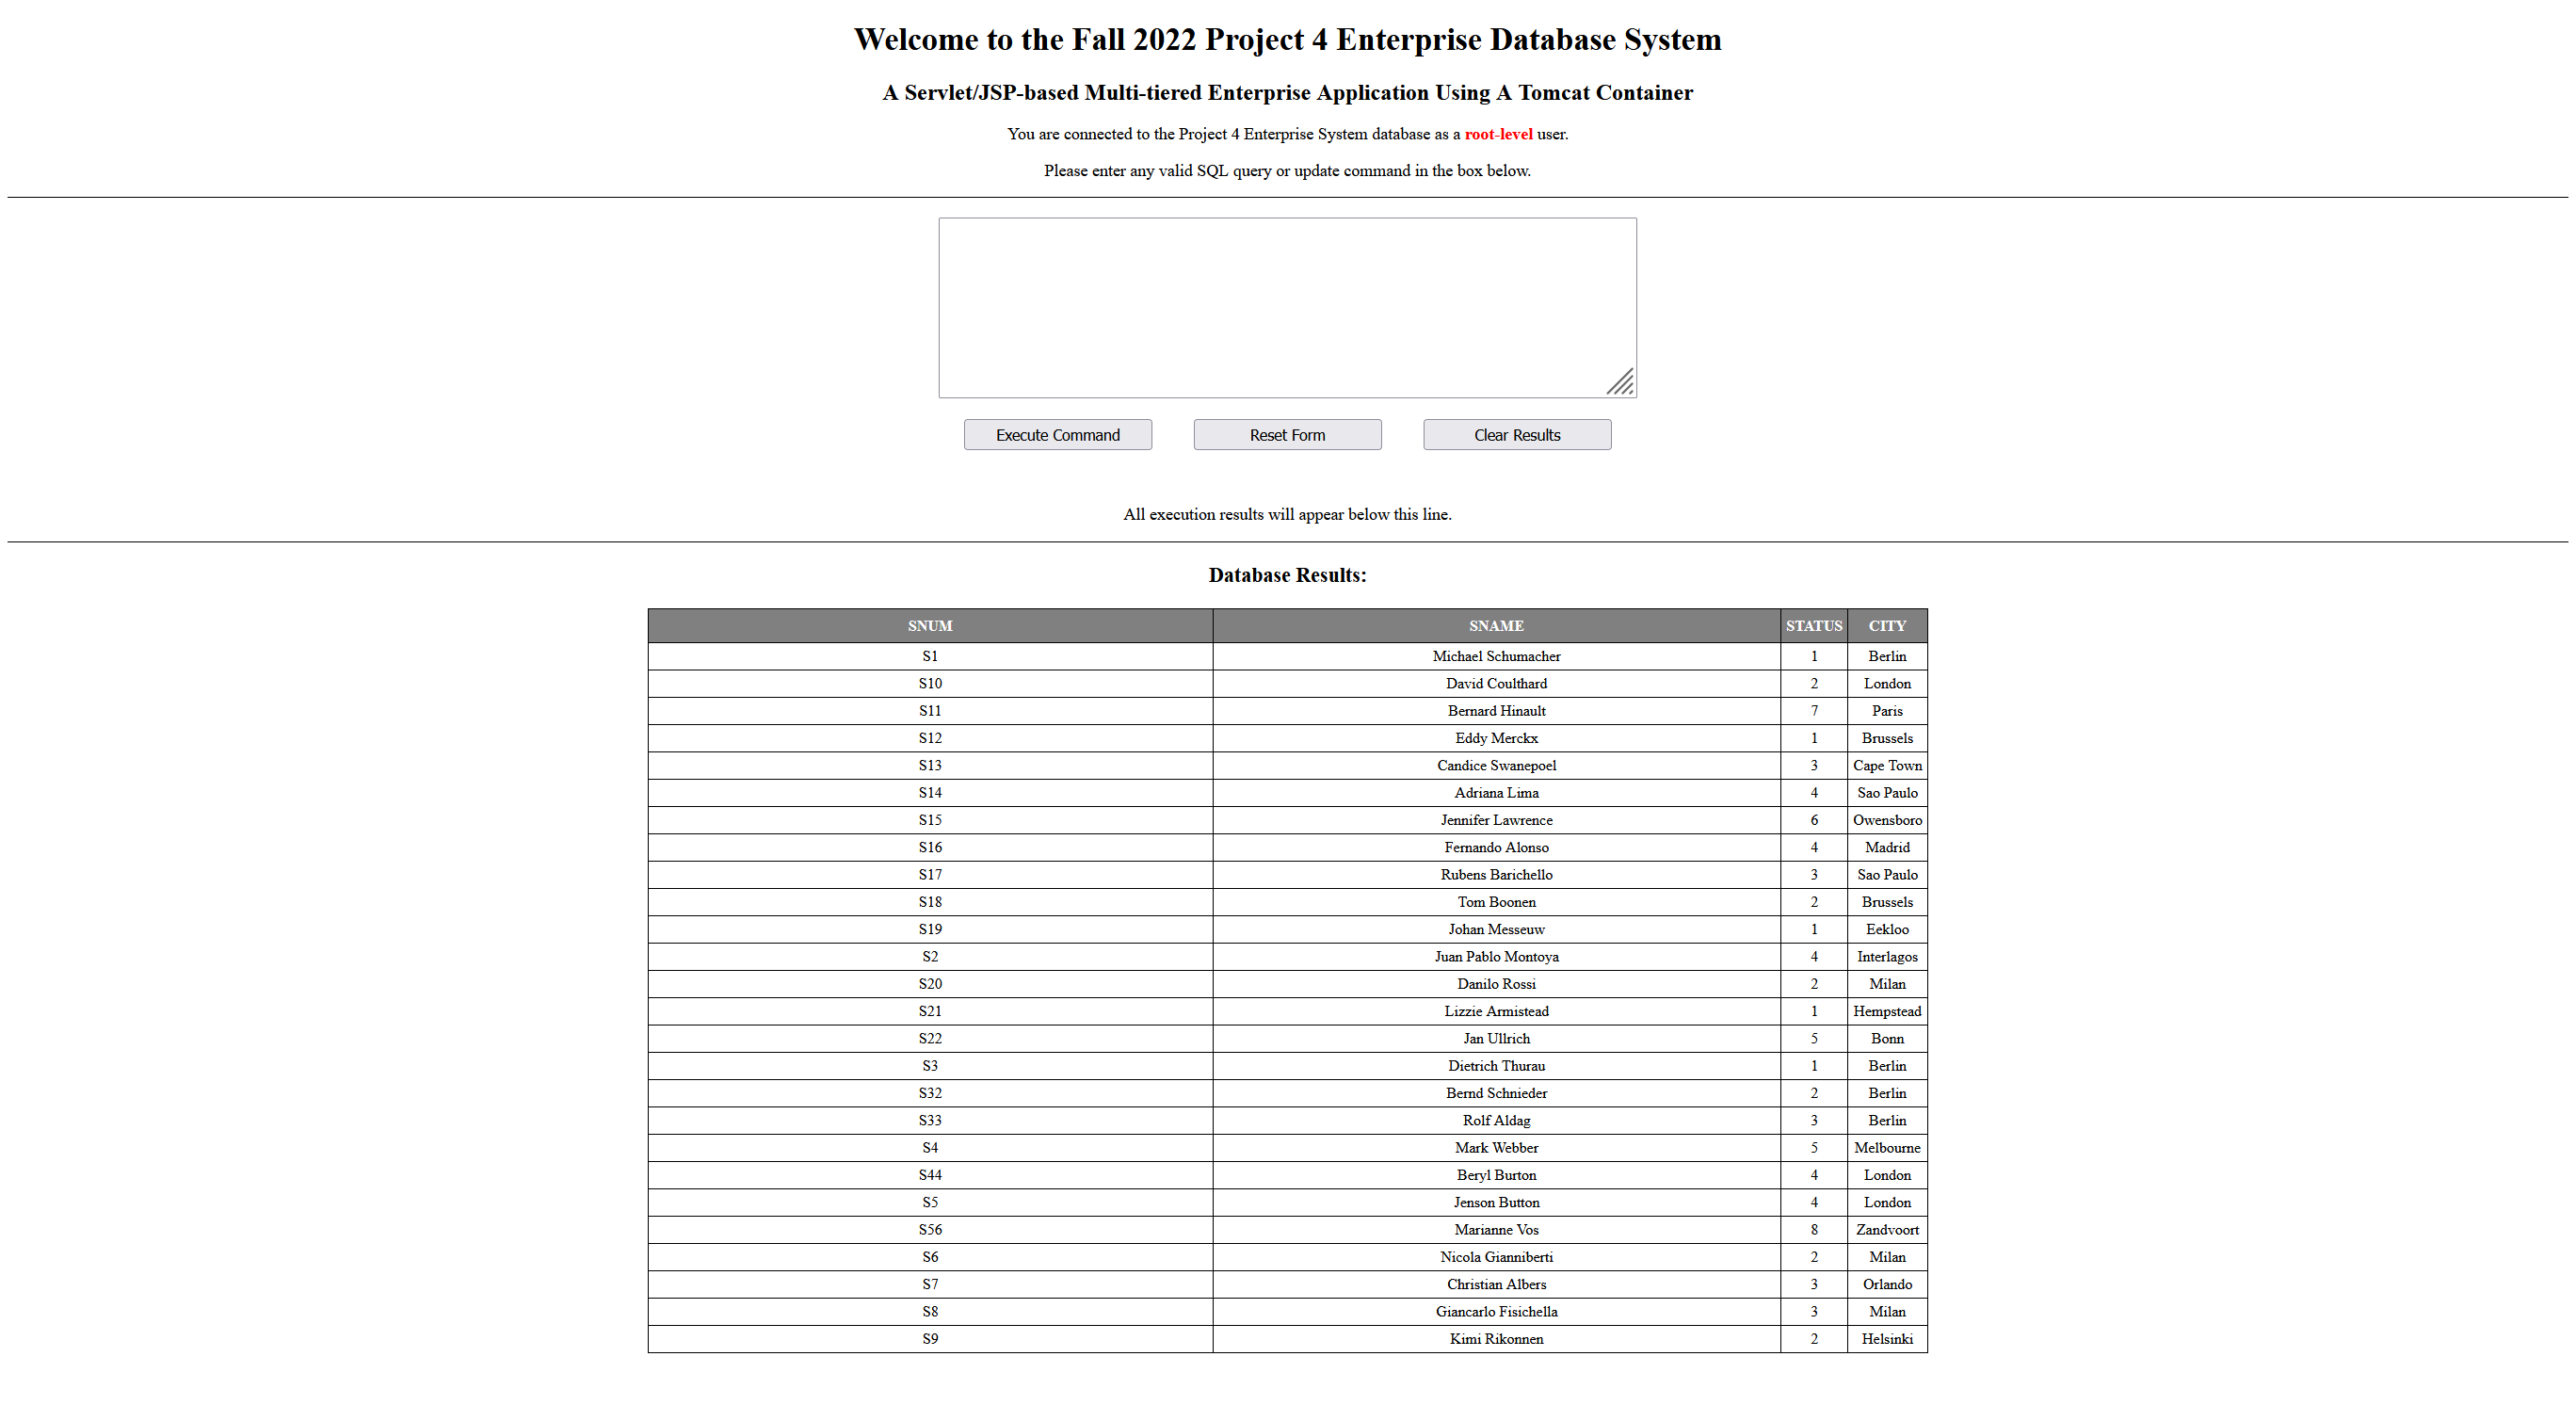 Welcome to the Fall 2022 Project 4 Enterprise Database System
A Servlet/JSP-based Multi-tiered Enterprise Application Using A Tomcat Container
You are connected to the Project 4 Enterprise System database as a root-level user.
Please enter any valid SQL query or update command in the box below.
Execute Command Reset Form Clear Results
All execution results will appear below this line.
Database Results:
SNUM SNAME STATUS CITY
S1 Michael Schumacher 1 Berlin
S10 David Coulthard 2 London
S11 Bernard Hinault 7 Paris
S12 Eddy Merckx 1 Brussels
S13 Candice Swanepoel 3 Cape Town
S14 Adriana Lima 4 Sao Paulo
S15 Jennifer Lawrence 6 Owensboro
S16 Fernando Alonso 4 Madrid
S17 Rubens Barichello 3 Sao Paulo
S18 Tom Boonen 2 Brussels
S19 Johan Messeuw 1 Eekloo
S2 Juan Pablo Montoya 4 Interlagos
S20 Danilo Rossi 2 Milan
S21 Lizzie Armistead 1 Hempstead
S22 Jan Ullrich 5 Bonn
S3 Dietrich Thurau 1 Berlin
S32 Bernd Schnieder 2 Berlin
S33 Rolf Aldag 3 Berlin
S4 Mark Webber 5 Melbourne
S44 Beryl Burton 4 London
S5 Jenson Button 4 London
S56 Marianne Vos 8 Zandvoort
S6 Nicola Gianniberti 2 Milan
S7 Christian Albers 3 Orlando
S8 Giancarlo Fisichella 3 Milan
S9 Kimi Rikonnen 2 Helsinki